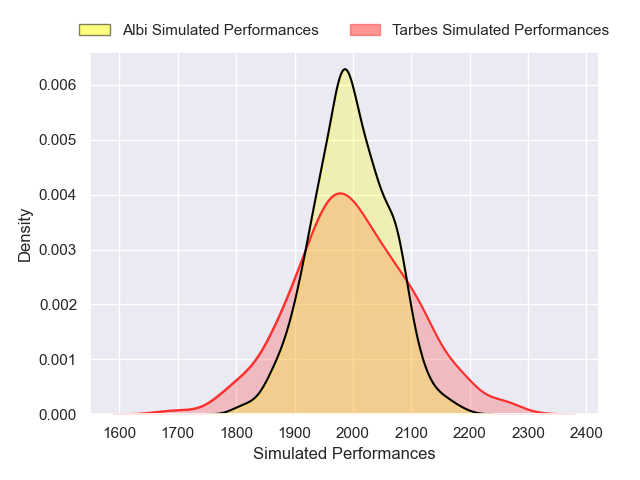 Albi Simulated Performances Tarbes Simulated Performances
0.006
0.005
0.004
0.003
0.002
0.001
0.000
Density
1600 1700 1800 1900 2000 2100 2200 2300 2400
Simulated Performances